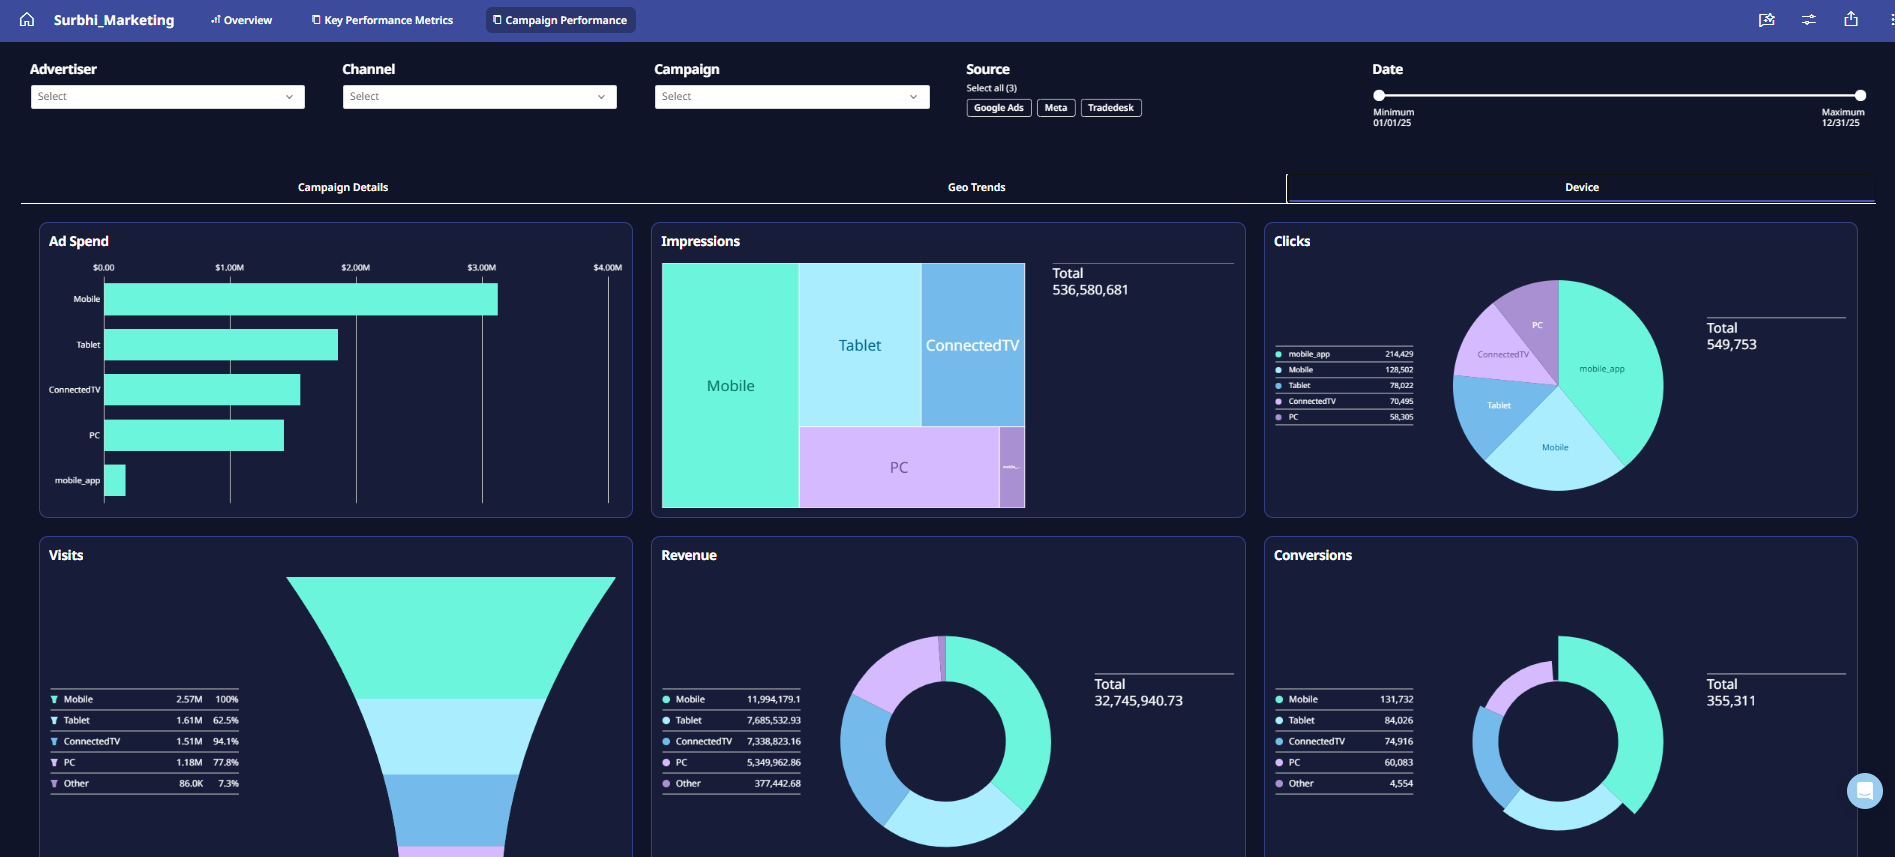 Surbhi_Marketing
Overview
Key Performance Metrics
Campaign Performance
Advertiser
Select
Channel
Select
Campaign
Select
Source
Select all (3)
Google Ads
Meta
Tradedesk
Date
Minimum
01/01/25
Maximum
12/31/25
Campaign Details
Geo Trends
Device
Ad Spend
$0.00 $1.00M $2.00M $3.00M $4.00M
Mobile
Tablet
ConnectedTV
PC
mobile_app
Impressions
Mobile
Tablet
ConnectedTV
PC
Total
536,580,681
Clicks
mobile_app 214,429
Mobile 128,502
Tablet 78,022
ConnectedTV 70,495
PC 58,305
PC
ConnectedTV
mobile_app
Tablet
Mobile
Total
549,753
Visits
Mobile 2.57M 100%
Tablet 1.61M 62.5%
ConnectedTV 1.51M 94.1%
PC 1.18M 77.8%
Other 86.0K 7.3%
Revenue
Mobile 11,994,179.1
Tablet 7,685,532.93
ConnectedTV 7,338,823.16
PC 5,349,962.86
Other 377,442.68
Total
32,745,940.73
Conversions
Mobile 131,732
Tablet 84,026
ConnectedTV 74,916
PC 60,083
Other 4,554
Total
355,311